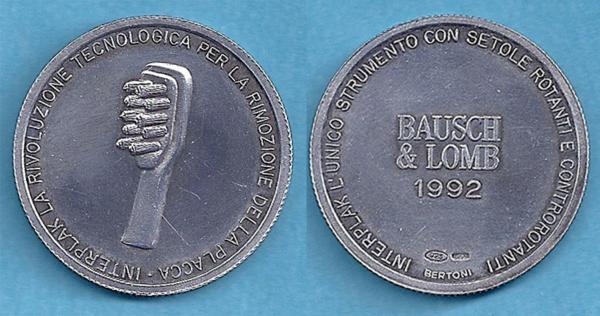 INTERPLAK LA RIVOLUZIONE TECNOLOGICA PER LA RIMOZIONE DELLA PLACCA -
INTERPLAK L'UNICO STRUMENTO CON SETOLE ROTANTI E CONTROROTANTI
BAUSCH
& LOMB
1992
BERTONI